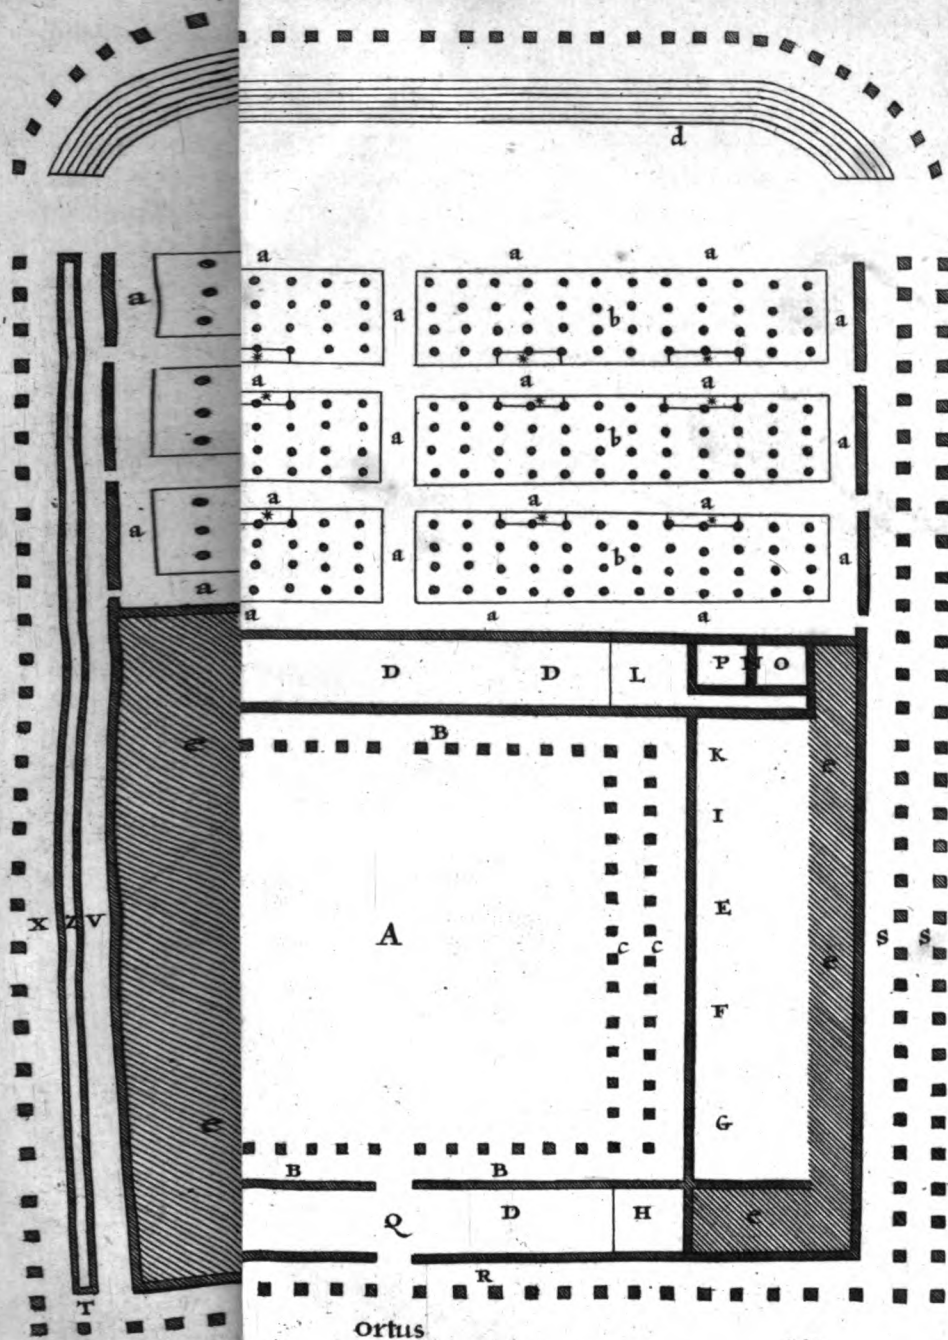 d
a a a
a b a a
* * *
a a a
* * *
a b a
a a
* * *
a a b a
a
a a a
D D L P N O
B
e K e
I
X Z V A C C E e S S
F
e G
B B
Q D H e
R
T
Ortus